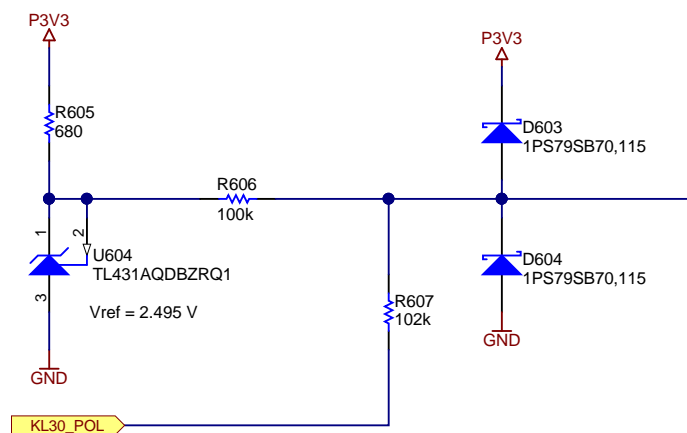 P3V3
P3V3
R605
680
D603
1PS79SB70,115
R606
100k
1
2
U604
TL431AQDBZRQ1
D604
1PS79SB70,115
3
Vref = 2.495 V
R607
102k
GND
GND
KL30_POL